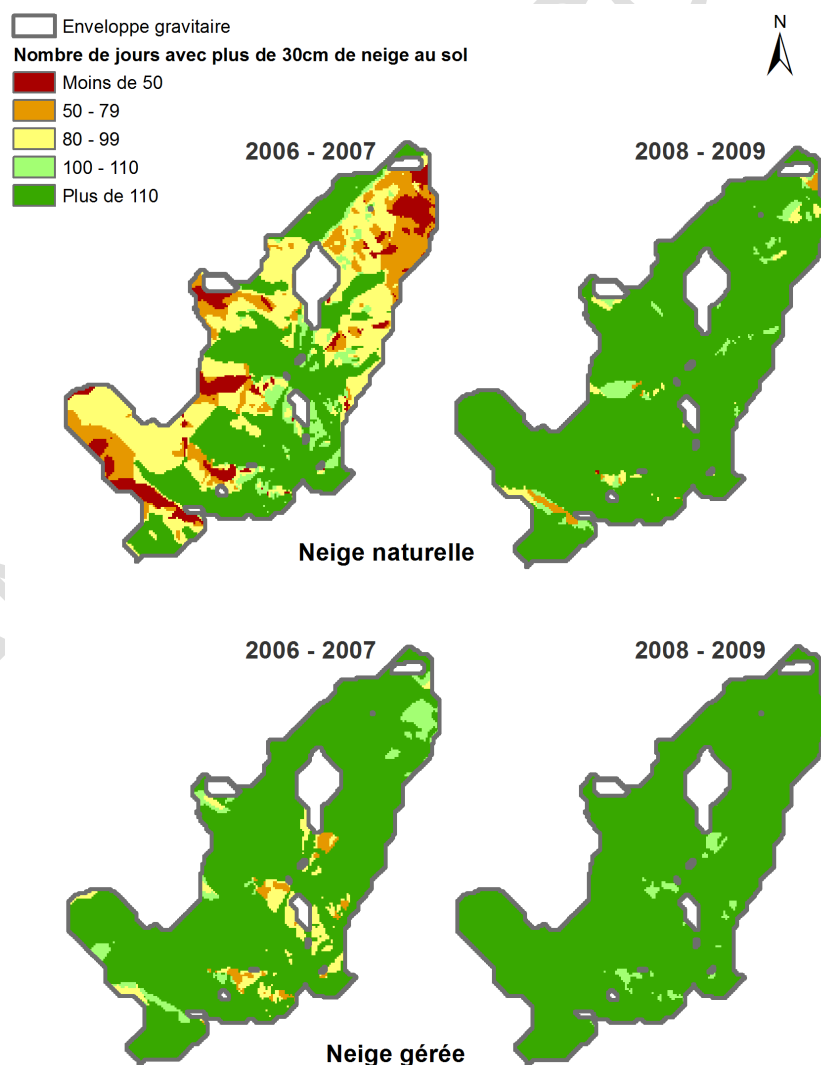 Enveloppe gravitaire
N
Nombre de jours avec plus de 30cm de neige au sol
Moins de 50
50 - 79
80 - 99
100 - 110
Plus de 110
2006 - 2007
2008 - 2009
Neige naturelle
2006 - 2007
2008 - 2009
Neige gérée